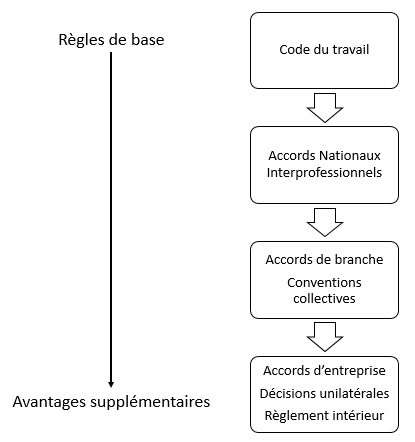 Règles de base
Code du travail
Accords Nationaux
Interprofessionnels
Accords de branche
Conventions
collectives
Accords d'entreprise
Décisions unilatérales
Règlement intérieur
Avantages supplémentaires